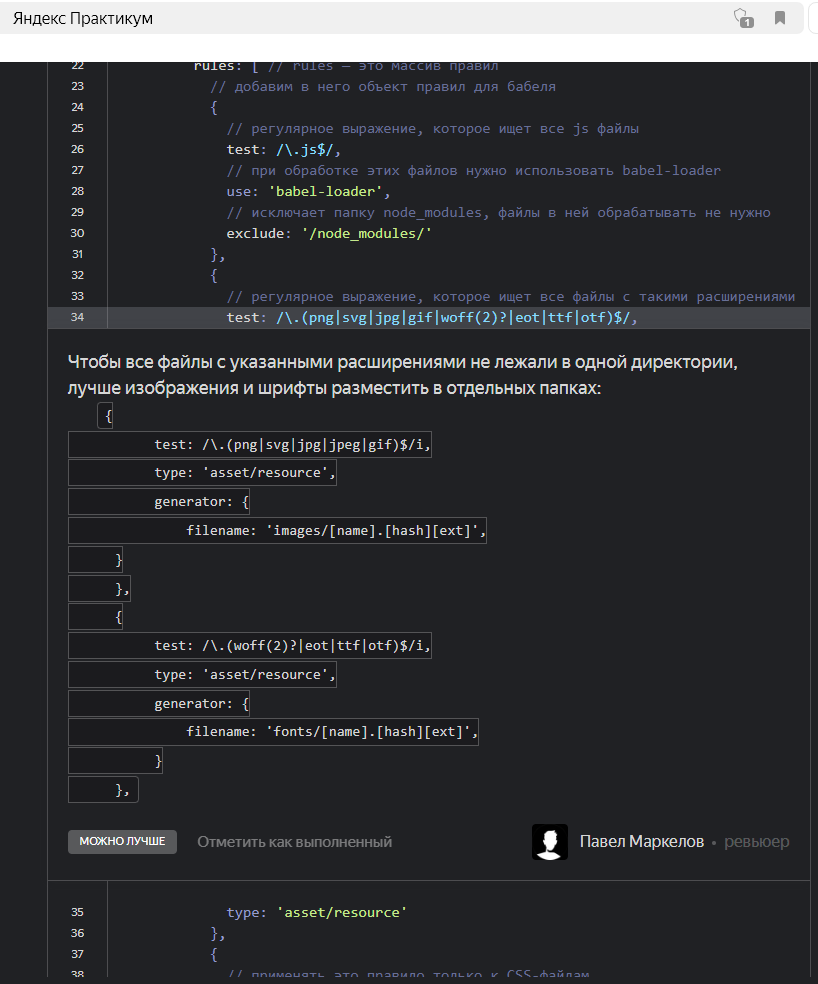 Яндекс Практикум
1
22 rules: [ // rules — это массив правил
23 // добавим в него объект правил для бабеля
24 {
25 // регулярное выражение, которое ищет все js файлы
26 test: /\.js$/,
27 // при обработке этих файлов нужно использовать babel-loader
28 use: 'babel-loader',
29 // исключает папку node_modules, файлы в ней обрабатывать не нужно
30 exclude: '/node_modules/'
31 },
32 {
33 // регулярное выражение, которое ищет все файлы с такими расширениями
34 test: /\.(png|svg|jpg|gif|woff(2)?|eot|ttf|otf)$/,
Чтобы все файлы с указанными расширениями не лежали в одной директории,
лучше изображения и шрифты разместить в отдельных папках:
{
test: /\.(png|svg|jpg|jpeg|gif)$/i,
type: 'asset/resource',
generator: {
filename: 'images/[name].[hash][ext]',
}
},
{
test: /\.(woff(2)?|eot|ttf|otf)$/i,
type: 'asset/resource',
generator: {
filename: 'fonts/[name].[hash][ext]',
}
},
МОЖНО ЛУЧШЕ Отметить как выполненный Павел Маркелов • ревьюер
35 type: 'asset/resource'
36 },
37 {
38 // применять это правило только к CSS-файлам